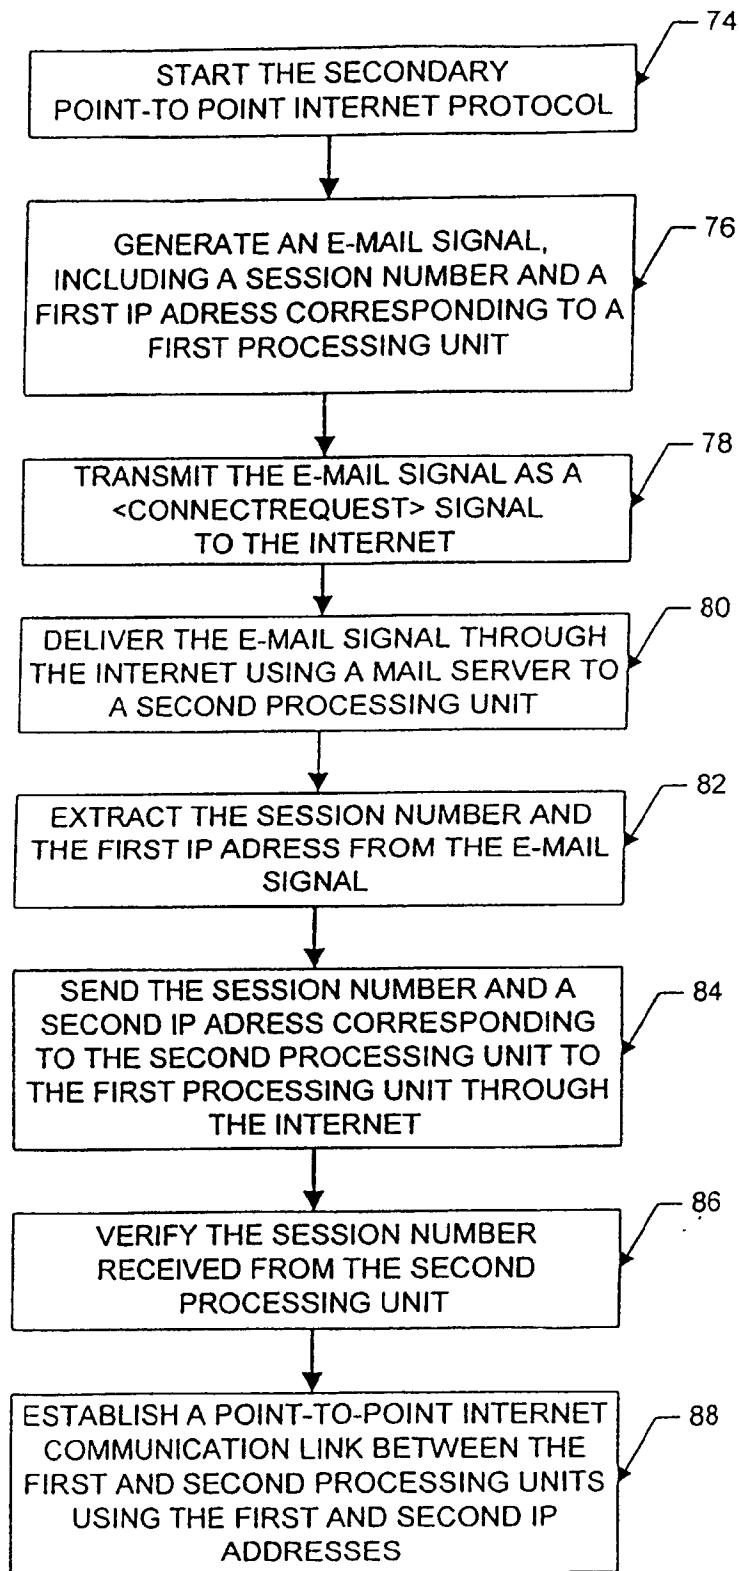 74
START THE SECONDARY
POINT-TO POINT INTERNET PROTOCOL
76
GENERATE AN E-MAIL SIGNAL,
INCLUDING A SESSION NUMBER AND A
FIRST IP ADRESS CORRESPONDING TO A
FIRST PROCESSING UNIT
78
TRANSMIT THE E-MAIL SIGNAL AS A
<CONNECTREQUEST> SIGNAL
TO THE INTERNET
80
DELIVER THE E-MAIL SIGNAL THROUGH
THE INTERNET USING A MAIL SERVER TO
A SECOND PROCESSING UNIT
82
EXTRACT THE SESSION NUMBER AND
THE FIRST IP ADRESS FROM THE E-MAIL
SIGNAL
84
SEND THE SESSION NUMBER AND A
SECOND IP ADRESS CORRESPONDING
TO THE SECOND PROCESSING UNIT TO
THE FIRST PROCESSING UNIT THROUGH
THE INTERNET
86
VERIFY THE SESSION NUMBER
RECEIVED FROM THE SECOND
PROCESSING UNIT
88
ESTABLISH A POINT-TO-POINT INTERNET
COMMUNICATION LINK BETWEEN THE
FIRST AND SECOND PROCESSING UNITS
USING THE FIRST AND SECOND IP
ADDRESSES